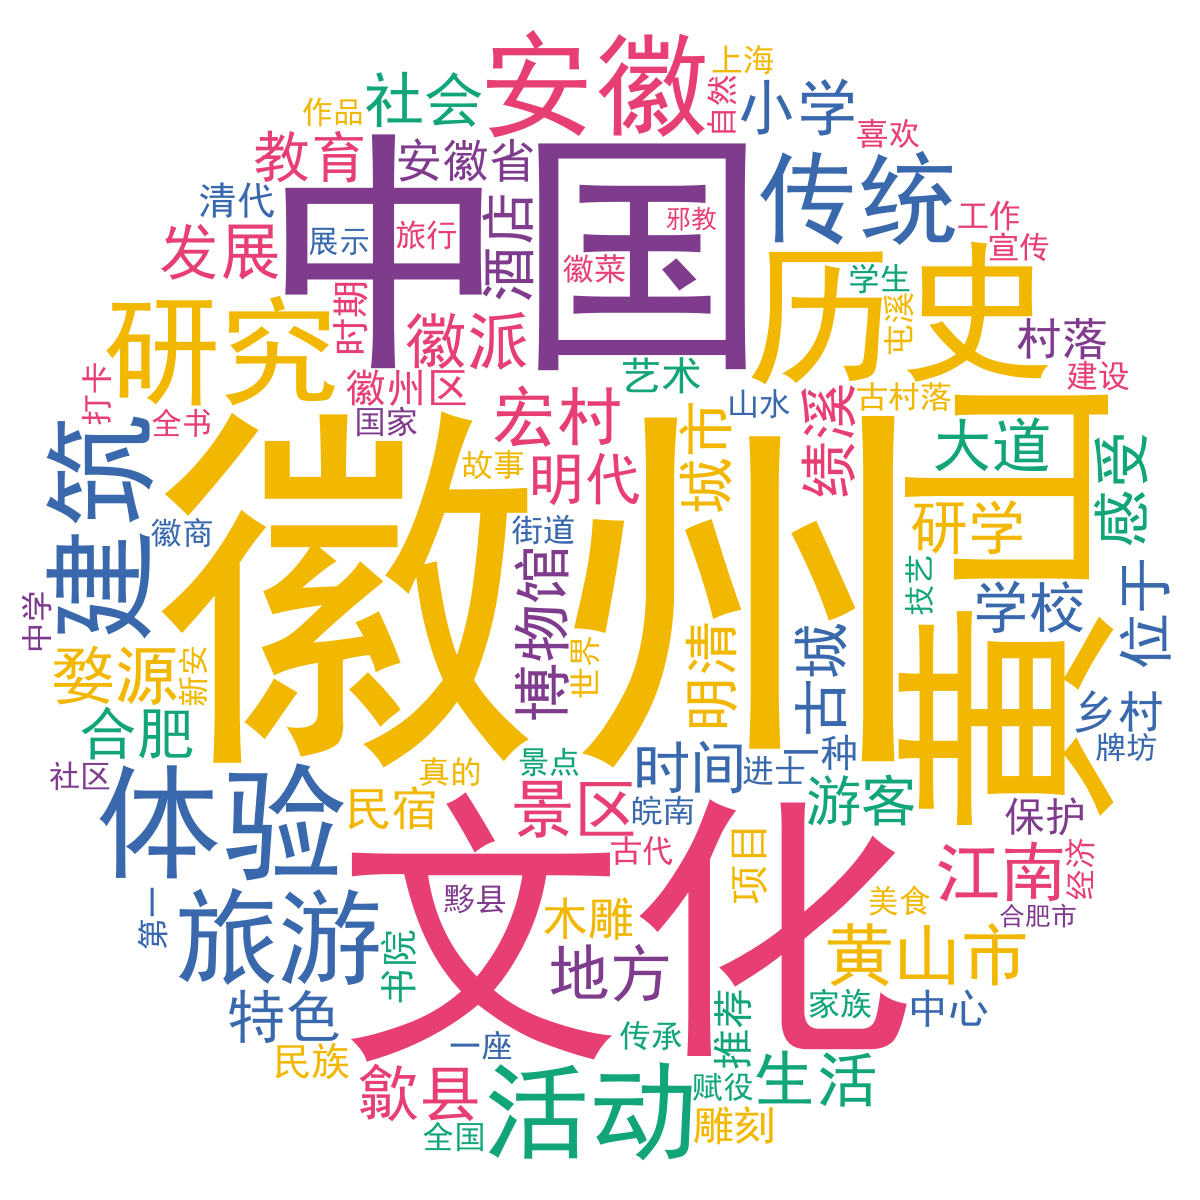 安徽
上海
社会
自然
小学
作品
喜欢
教育
安徽省
中国
传统
清代
酒店
邪教
工作
发展
展示
旅行
徽菜
宣传
历史
学生
研究
时期
徽派
屯溪
村落
艺术
打卡
徽州区
建设
全书
国家
宏村
山水
绩溪
古村落
黄山
大道
建筑
徽州
故事
明代
城市
感受
徽商
街道
研学
博物馆
技艺
中学
学校
位于
婺源
新安
世界
明清
古城
合肥
乡村
社区
真的
景点
时间
进士
一种
牌坊
体验
民宿
景区
皖南
游客
保护
文化
古代
项目
江南
经济
第一
旅游
黟县
木雕
美食
合肥市
书院
地方
黄山市
特色
家族
中心
民族
一座
传承
推荐
歙县
活动
赋役
生活
全国
雕刻